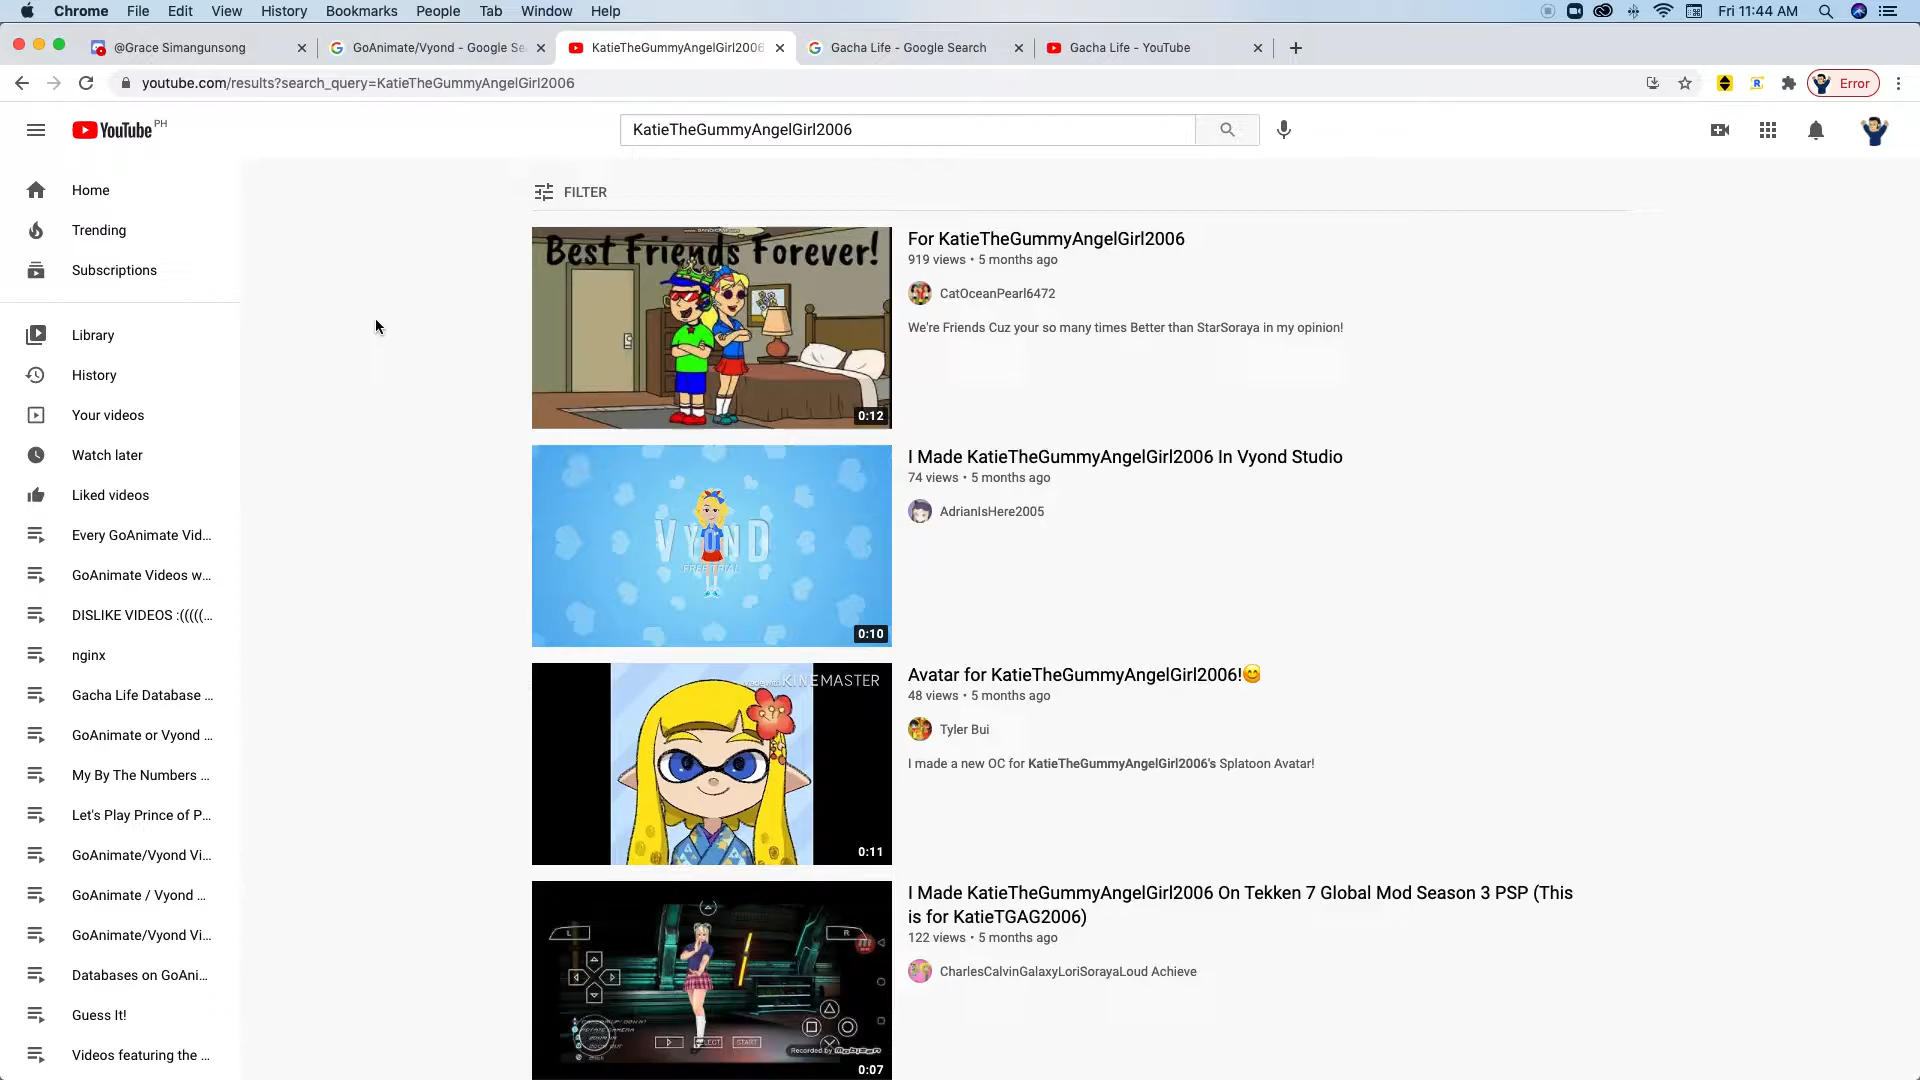 Chrome File Edit View History Bookmarks People Tab Window Help Fri 11:44 AM
@Grace Simangunsong GoAnimate/Vyond - Google Se KatieTheGummyAngelGirl2006 Gacha Life - Google Search Gacha Life - YouTube
youtube.com/results?search_query=KatieTheGummyAngelGirl2006 Error
YouTube PH KatieTheGummyAngelGirl2006
Home
Trending
Subscriptions
Library
History
Your videos
Watch later
Liked videos
Every GoAnimate Vid...
GoAnimate Videos w...
DISLIKE VIDEOS :(((((...
nginx
Gacha Life Database ...
GoAnimate or Vyond ...
My By The Numbers ...
Let's Play Prince of P...
GoAnimate/Vyond Vi...
GoAnimate / Vyond ...
GoAnimate/Vyond Vi...
Databases on GoAni...
Guess It!
Videos featuring the ...
FILTER
Best Friends Forever!
0:12
For KatieTheGummyAngelGirl2006
919 views • 5 months ago
CatOceanPearl6472
We're Friends Cuz your so many times Better than StarSoraya in my opinion!
VYOND
FREE TRIAL
0:10
I Made KatieTheGummyAngelGirl2006 In Vyond Studio
74 views • 5 months ago
AdrianIsHere2005
Made with KINEMASTER
0:11
Avatar for KatieTheGummyAngelGirl2006!😊
48 views • 5 months ago
Tyler Bui
I made a new OC for KatieTheGummyAngelGirl2006's Splatoon Avatar!
L R
SELECT START
Recorded by Mobizen
0:07
I Made KatieTheGummyAngelGirl2006 On Tekken 7 Global Mod Season 3 PSP (This
is for KatieTGAG2006)
122 views • 5 months ago
CharlesCalvinGalaxyLoriSorayaLoud Achieve